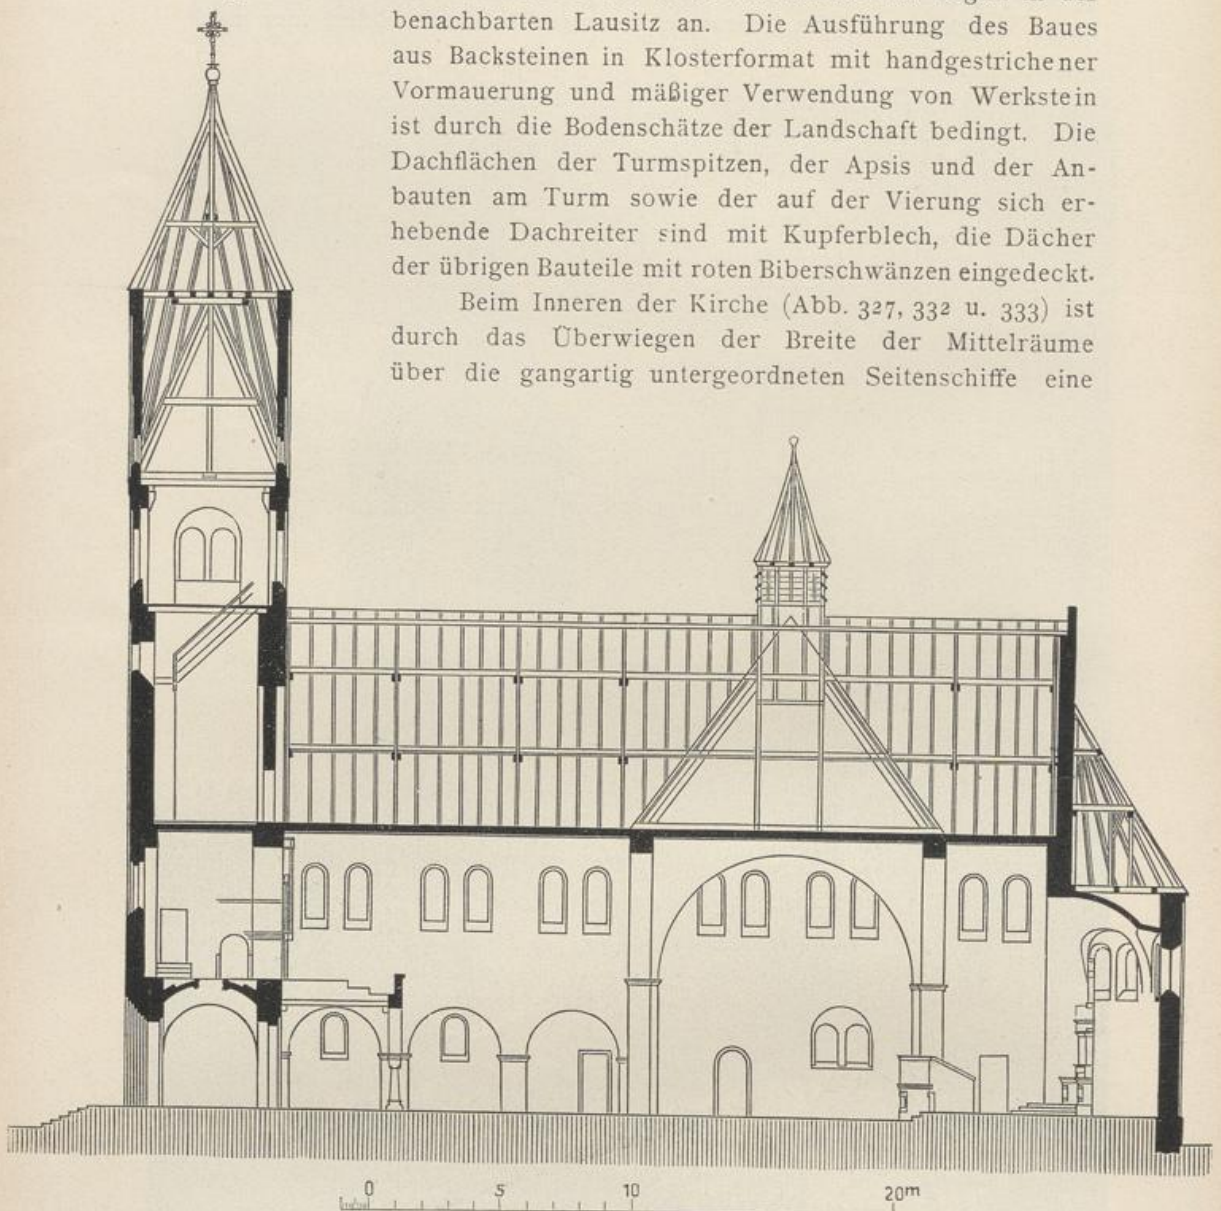 benachbarten Lausitz an. Die Ausführung des Baues
aus Backsteinen in Klosterformat mit handgestrichener
Vormauerung und mäßiger Verwendung von Werkstein
ist durch die Bodenschätze der Landschaft bedingt. Die
Dachflächen der Turmspitzen, der Apsis und der An-
bauten am Turm sowie der auf der Vierung sich er-
hebende Dachreiter sind mit Kupferblech, die Dächer
der übrigen Bauteile mit roten Biberschwänzen eingedeckt.
Beim Inneren der Kirche (Abb. 327, 332 u. 333) ist
durch das Überwiegen der Breite der Mittelräume
über die gangartig untergeordneten Seitenschiffe eine
0 5 10 20m